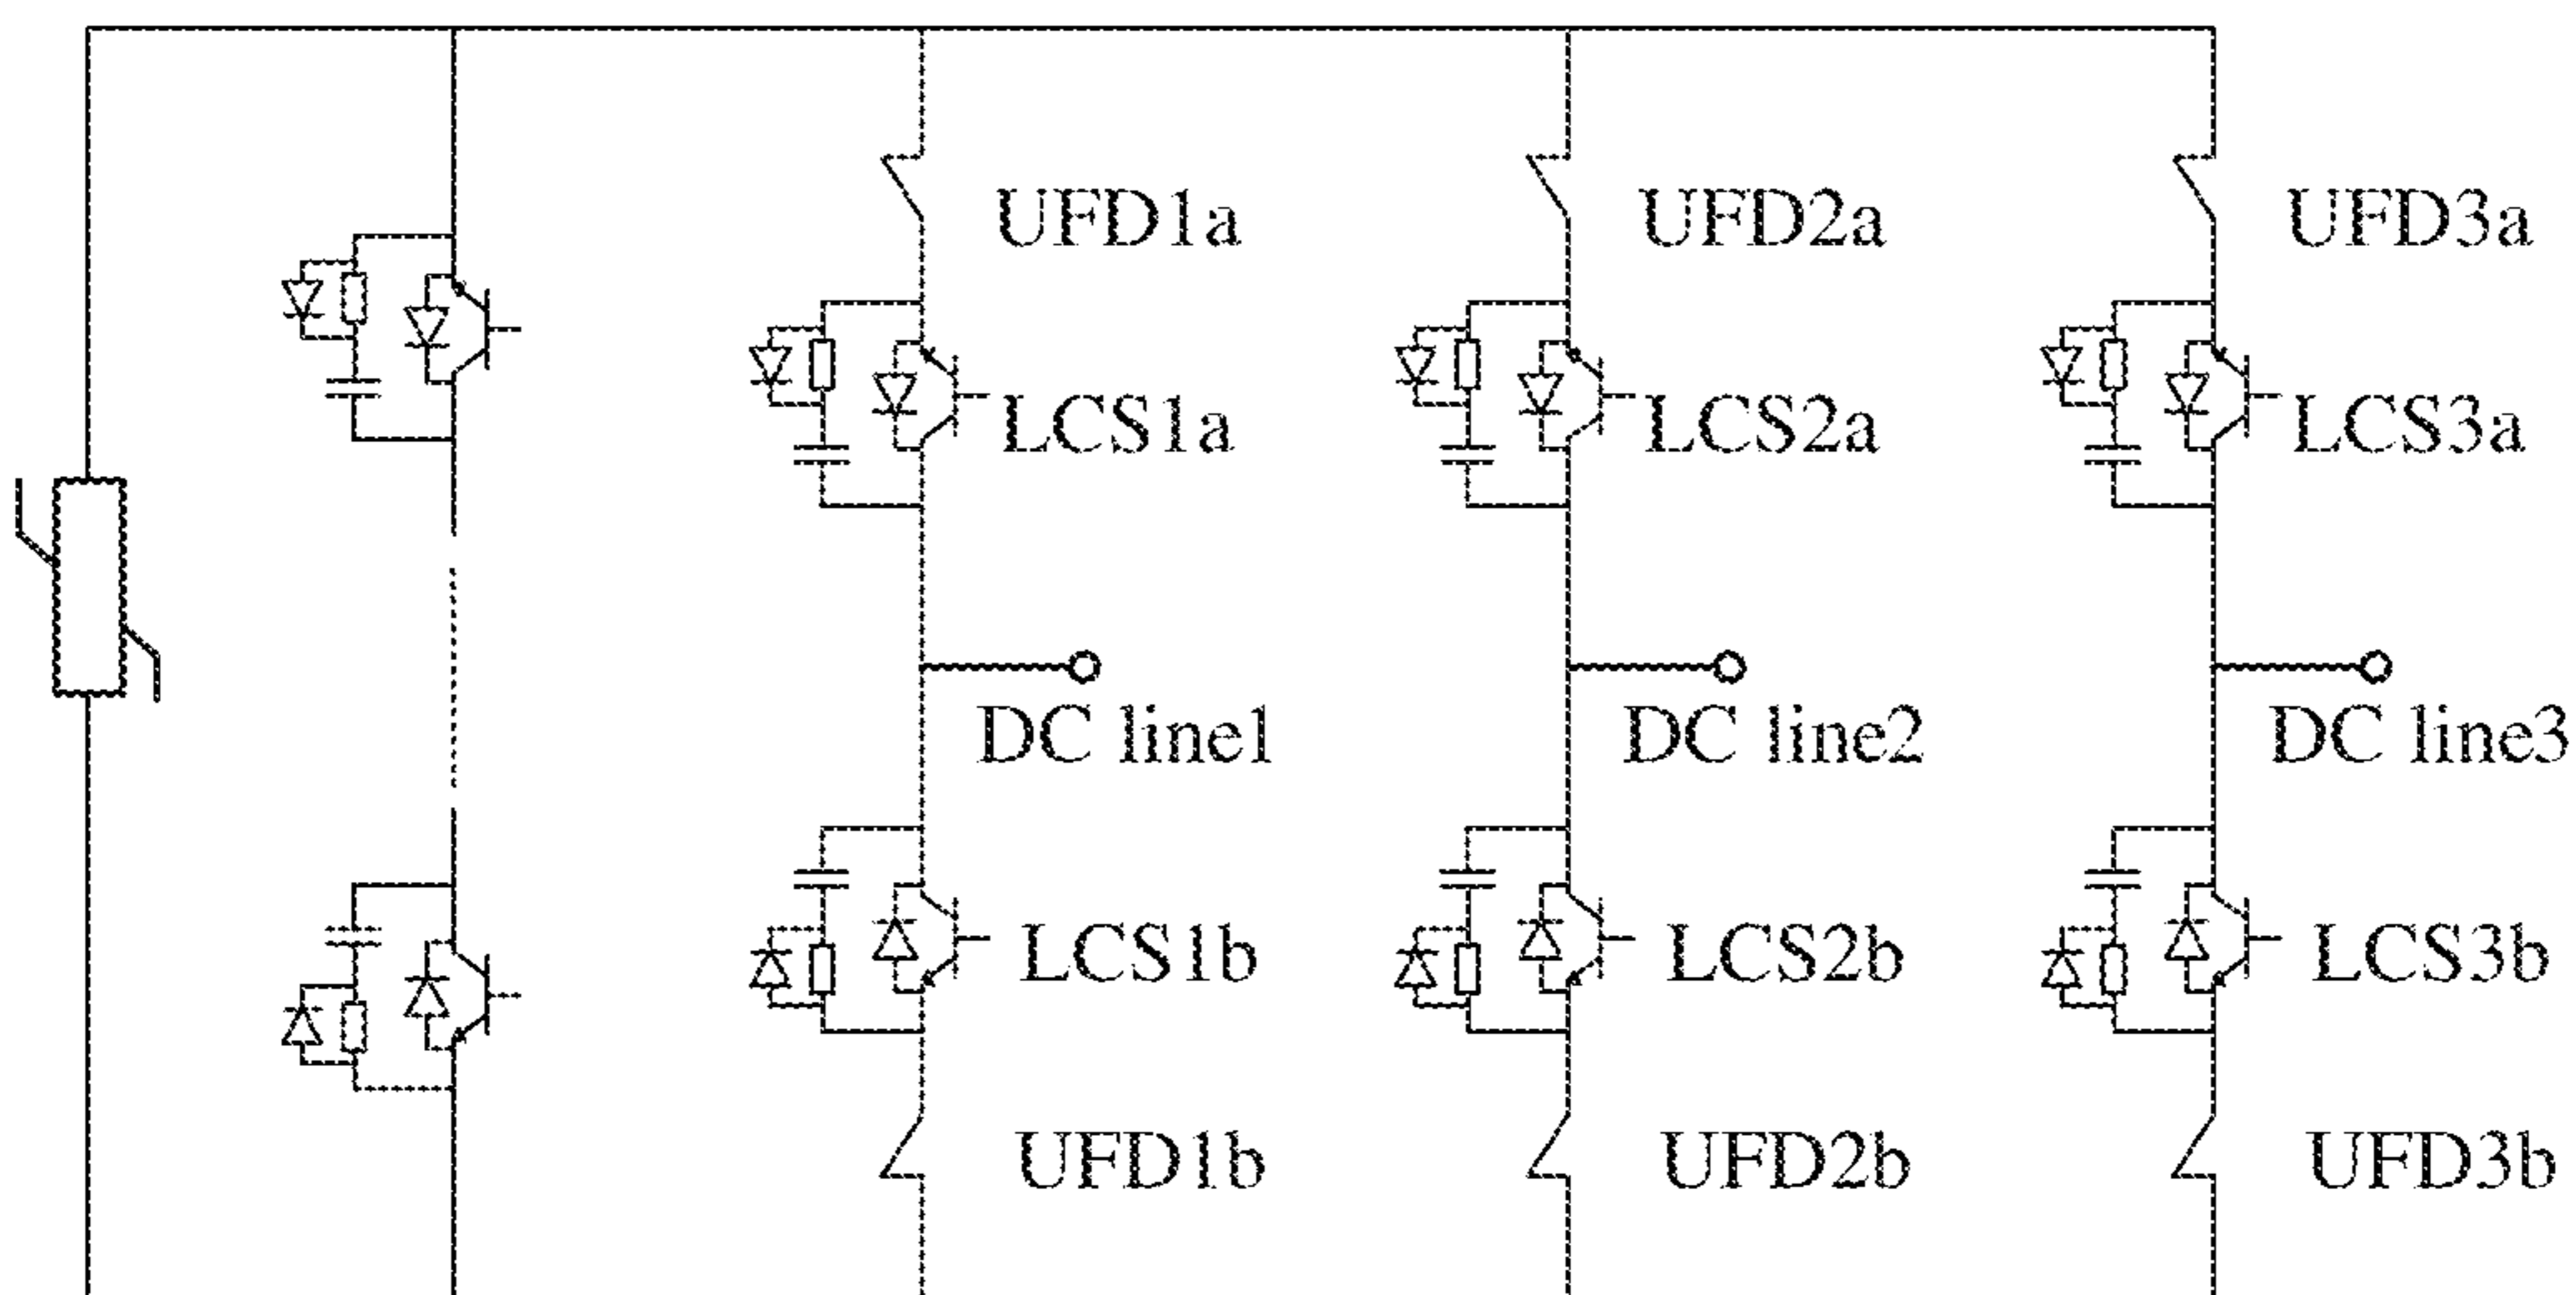 UFD1a UFD2a UFD3a
LCS1a LCS2a LCS3a
DC line1 DC line2 DC line3
LCS1b LCS2b LCS3b
UFD1b UFD2b UFD3b